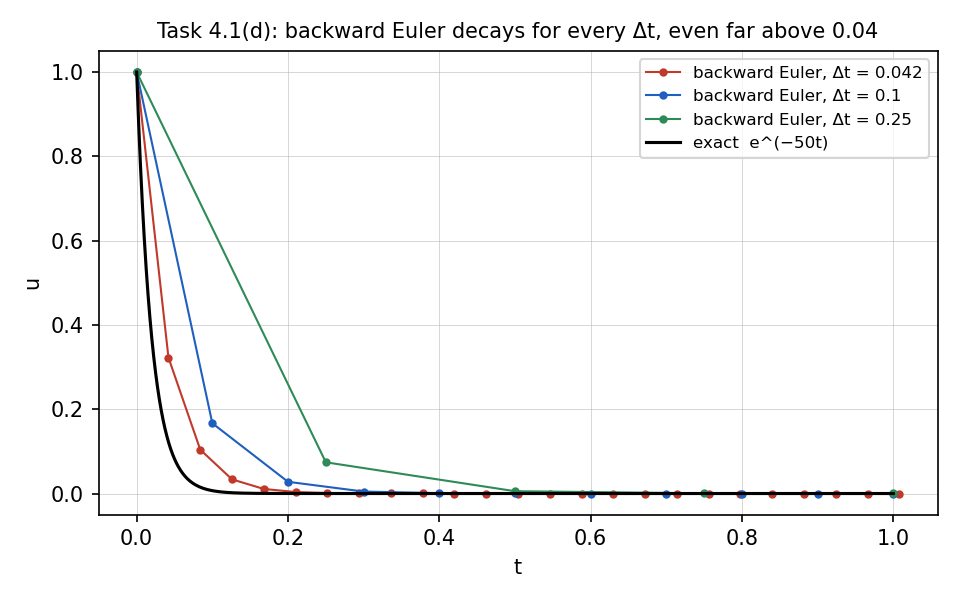 Task 4.1(d): backward Euler decays for every Δt, even far above 0.04
backward Euler, Δt = 0.042
backward Euler, Δt = 0.1
backward Euler, Δt = 0.25
exact  e^(−50t)
u
1.0
0.8
0.6
0.4
0.2
0.0
0.0 0.2 0.4 0.6 0.8 1.0
t